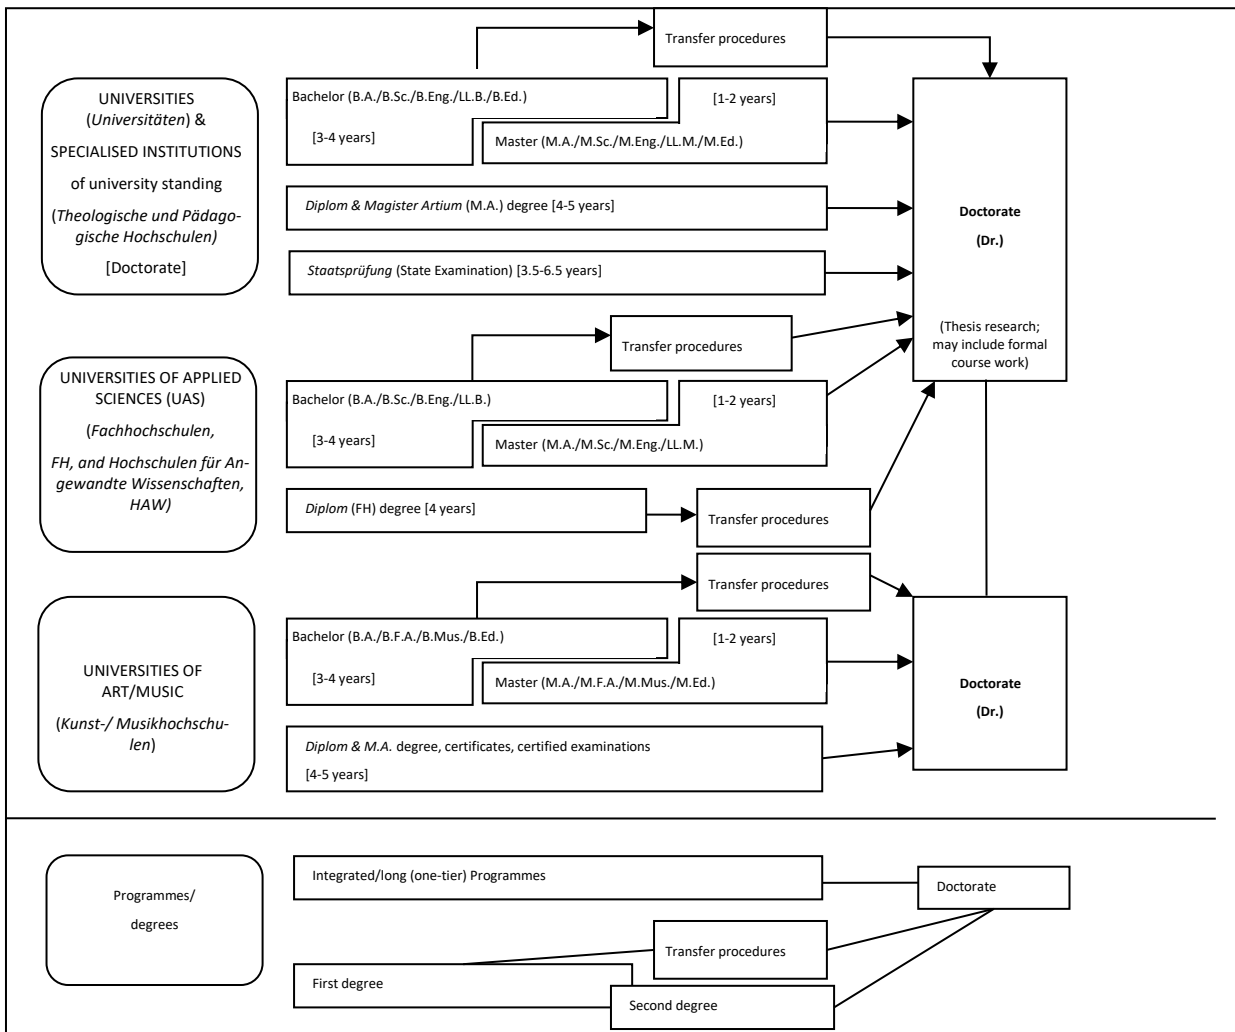 Transfer procedures
UNIVERSITIES
(Universitäten) &
SPECIALISED INSTITUTIONS
of university standing
(Theologische und Pädago-
gische Hochschulen)
[Doctorate]
Bachelor (B.A./B.Sc./B.Eng./LL.B./B.Ed.)
[3-4 years]
[1-2 years]
Master (M.A./M.Sc./M.Eng./LL.M./M.Ed.)
Diplom & Magister Artium (M.A.) degree [4-5 years]
Staatsprüfung (State Examination) [3.5-6.5 years]
Doctorate
(Dr.)
(Thesis research;
may include formal
course work)
Transfer procedures
UNIVERSITIES OF APPLIED
SCIENCES (UAS)
(Fachhochschulen,
FH, and Hochschulen für An-
gewandte Wissenschaften,
HAW)
Bachelor (B.A./B.Sc./B.Eng./LL.B.)
[3-4 years]
[1-2 years]
Master (M.A./M.Sc./M.Eng./LL.M.)
Diplom (FH) degree [4 years]
Transfer procedures
Transfer procedures
UNIVERSITIES OF
ART/MUSIC
(Kunst-/ Musikhochschu-
len)
Bachelor (B.A./B.F.A./B.Mus./B.Ed.)
[3-4 years]
[1-2 years]
Master (M.A./M.F.A./M.Mus./M.Ed.)
Diplom & M.A. degree, certificates, certified examinations
[4-5 years]
Doctorate
(Dr.)
Programmes/
degrees
Integrated/long (one-tier) Programmes
Doctorate
Transfer procedures
First degree
Second degree